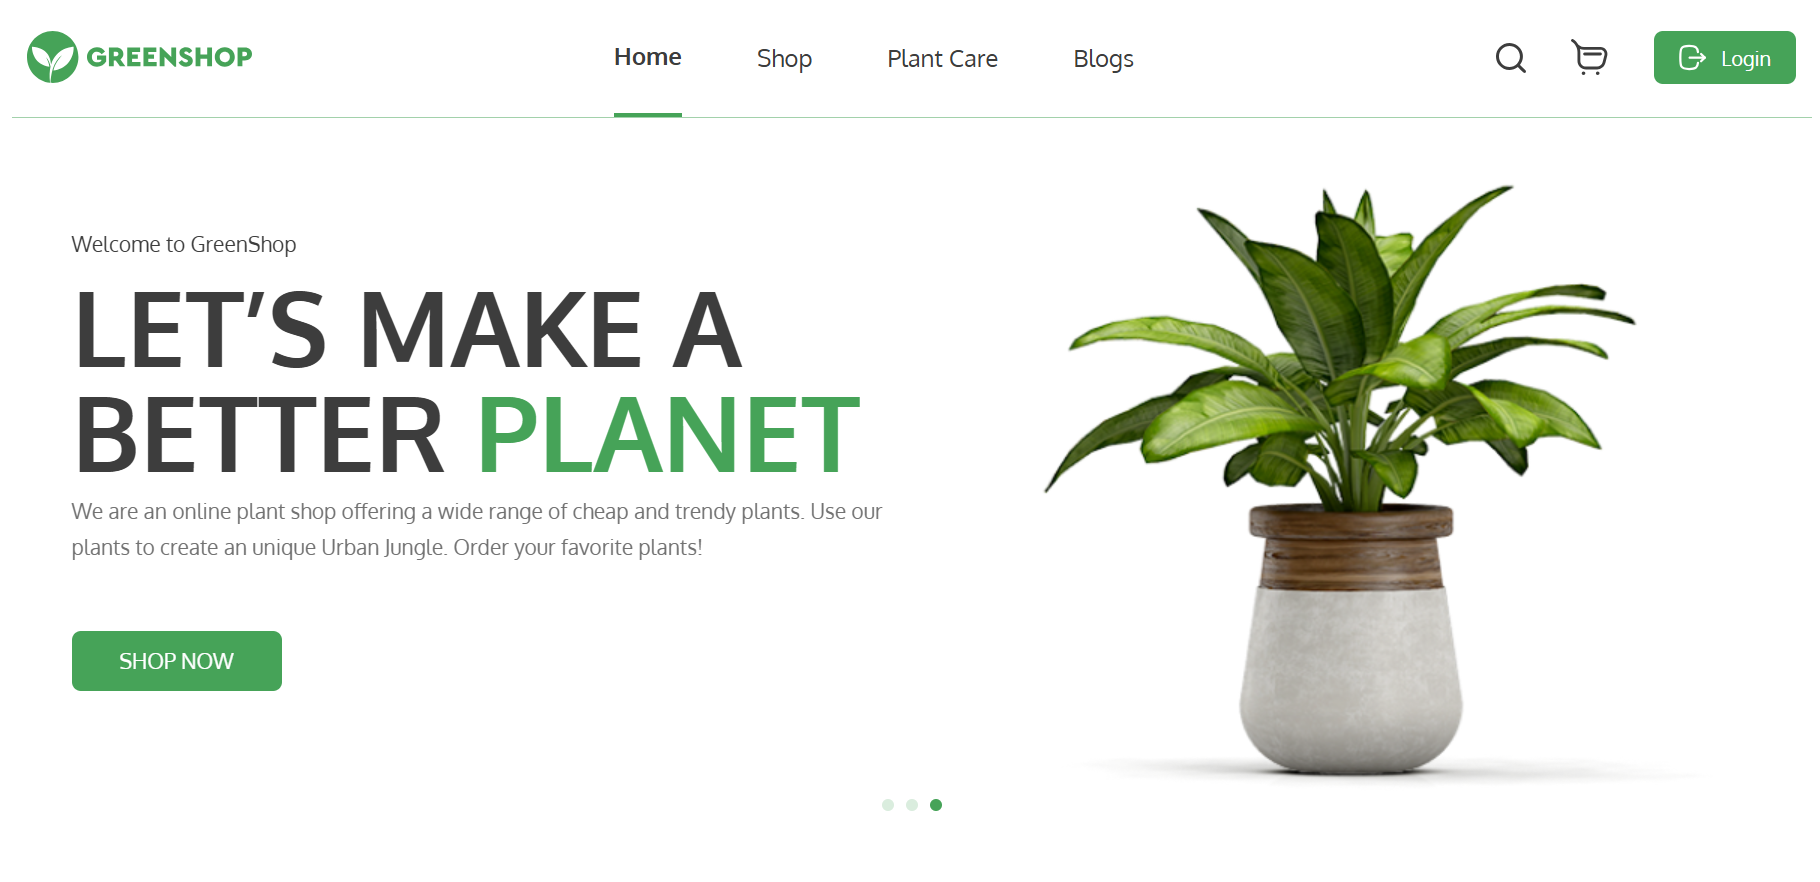 GREENSHOP
Home
Shop
Plant Care
Blogs
Login
Welcome to GreenShop
LET’S MAKE A
BETTER PLANET
We are an online plant shop offering a wide range of cheap and trendy plants. Use our
plants to create an unique Urban Jungle. Order your favorite plants!
SHOP NOW